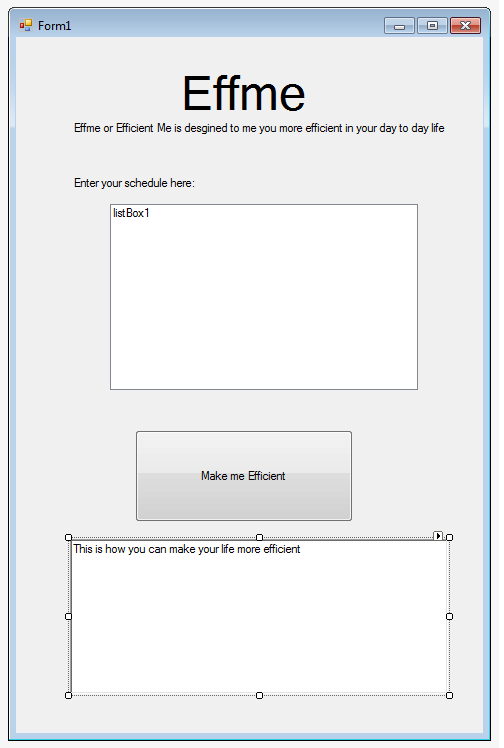 Form1
Effme
Effme or Efficient Me is desgined to me you more efficient in your day to day life
Enter your schedule here:
listBox1
Make me Efficient
This is how you can make your life more efficient